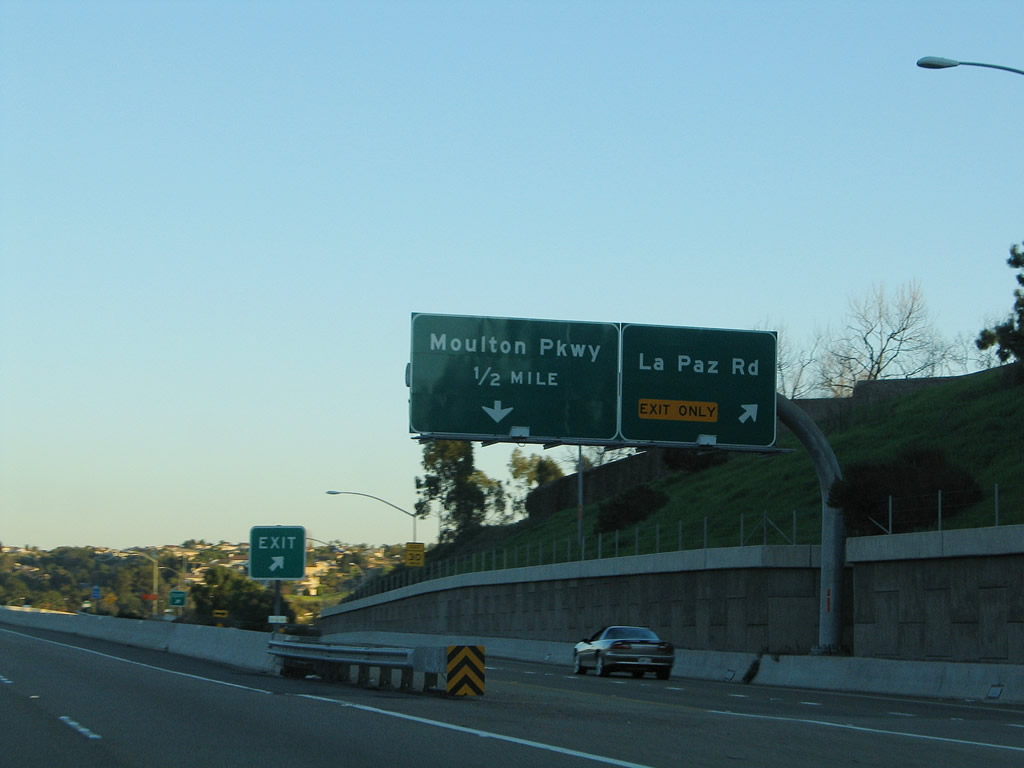 Moulton Pkwy
1/2 MILE
La Paz Rd
EXIT ONLY
EXIT